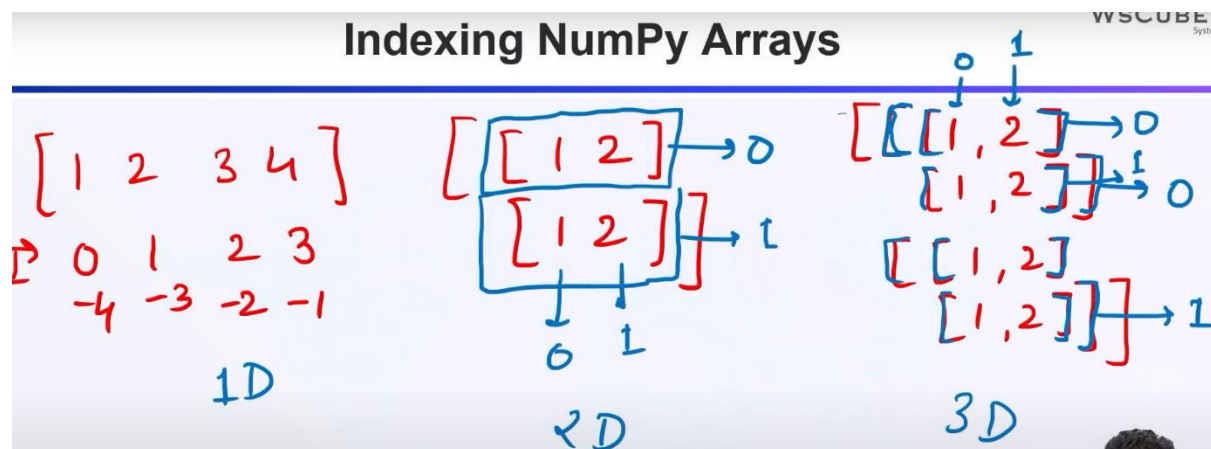 Indexing NumPy Arrays
WSCUBE
Syst
[ 1 2 3 4 ]
I 0 1 2 3
-4 -3 -2 -1
1D
[ [ 1 2 ] → 0
[ 1 2 ] ] → 1
0 1
2D
0 1
[ [ [ 1 , 2 ] → 0
[ 1 , 2 ] ] → 1 → 0
[ [ 1 , 2 ]
[ 1 , 2 ] ] ] → 1
3D